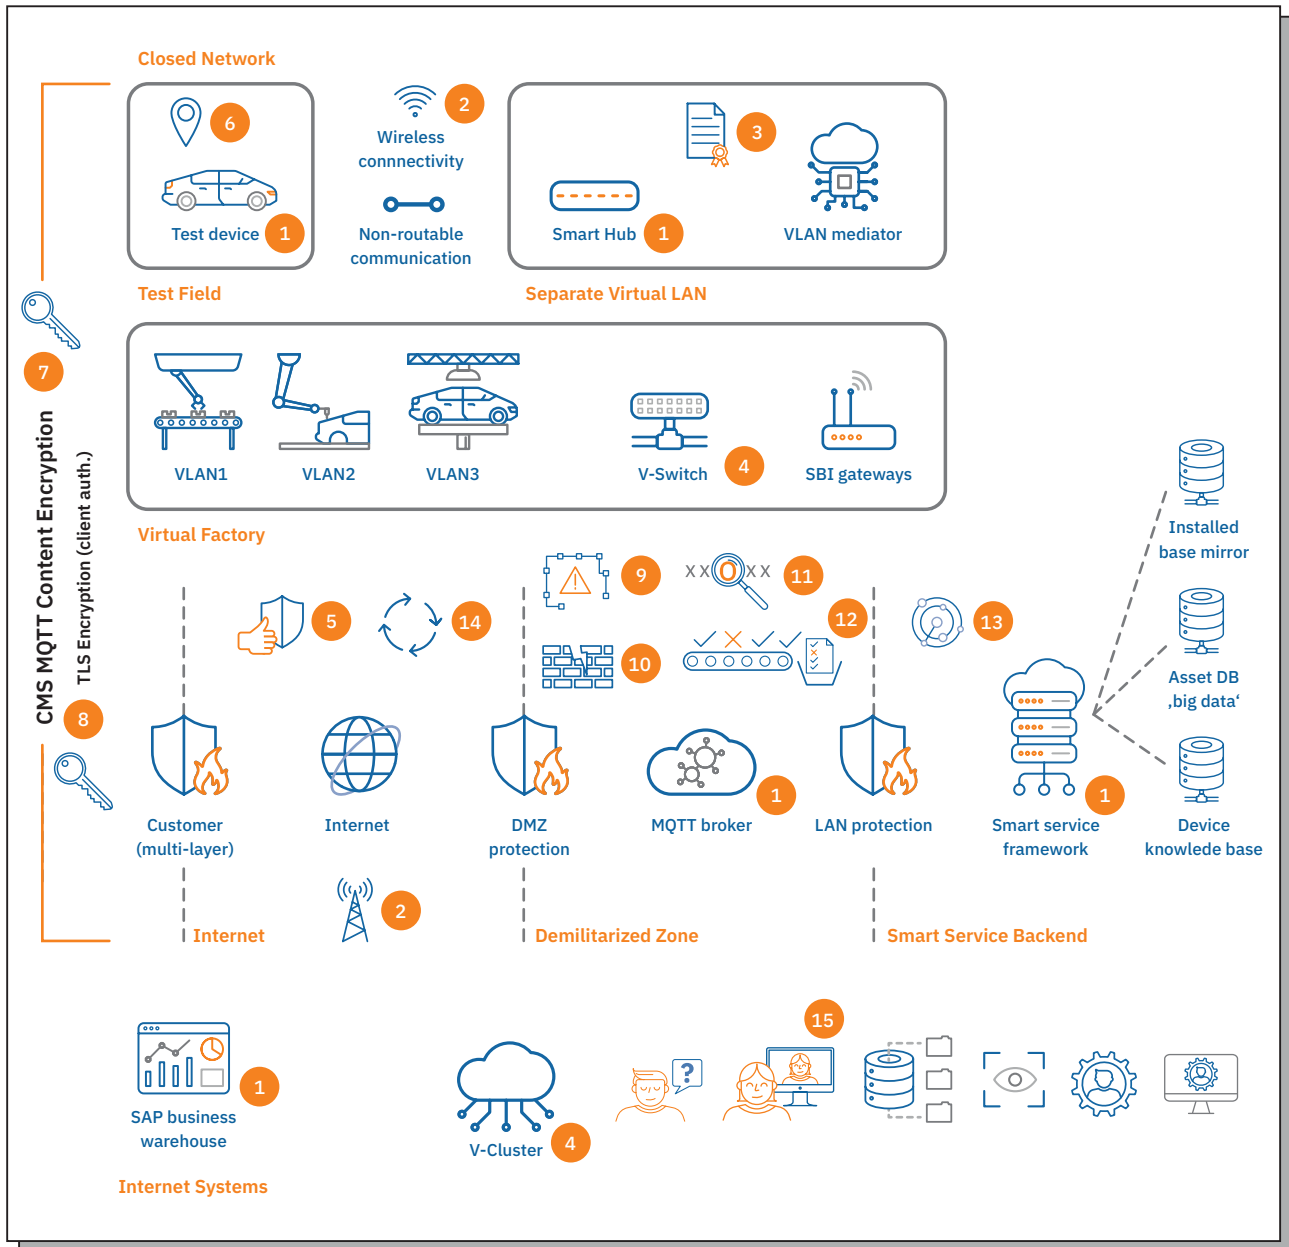 Closed Network
6
Test device
1
2
Wireless
connnectivity
Non-routable
communication
3
Smart Hub
1
VLAN mediator
Test Field
Separate Virtual LAN
7
CMS MQTT Content Encryption
TLS Encryption (client auth.)
8
VLAN1
VLAN2
VLAN3
V-Switch
4
SBI gateways
Virtual Factory
5
14
9
10
X X O X X
11
12
13
Installed
base mirror
Asset DB
‚big data‘
Device
knowlede base
Customer
(multi-layer)
Internet
DMZ
protection
MQTT broker
1
LAN protection
Smart service
framework
1
2
Internet
Demilitarized Zone
Smart Service Backend
SAP business
warehouse
1
V-Cluster
4
?
15
Internet Systems